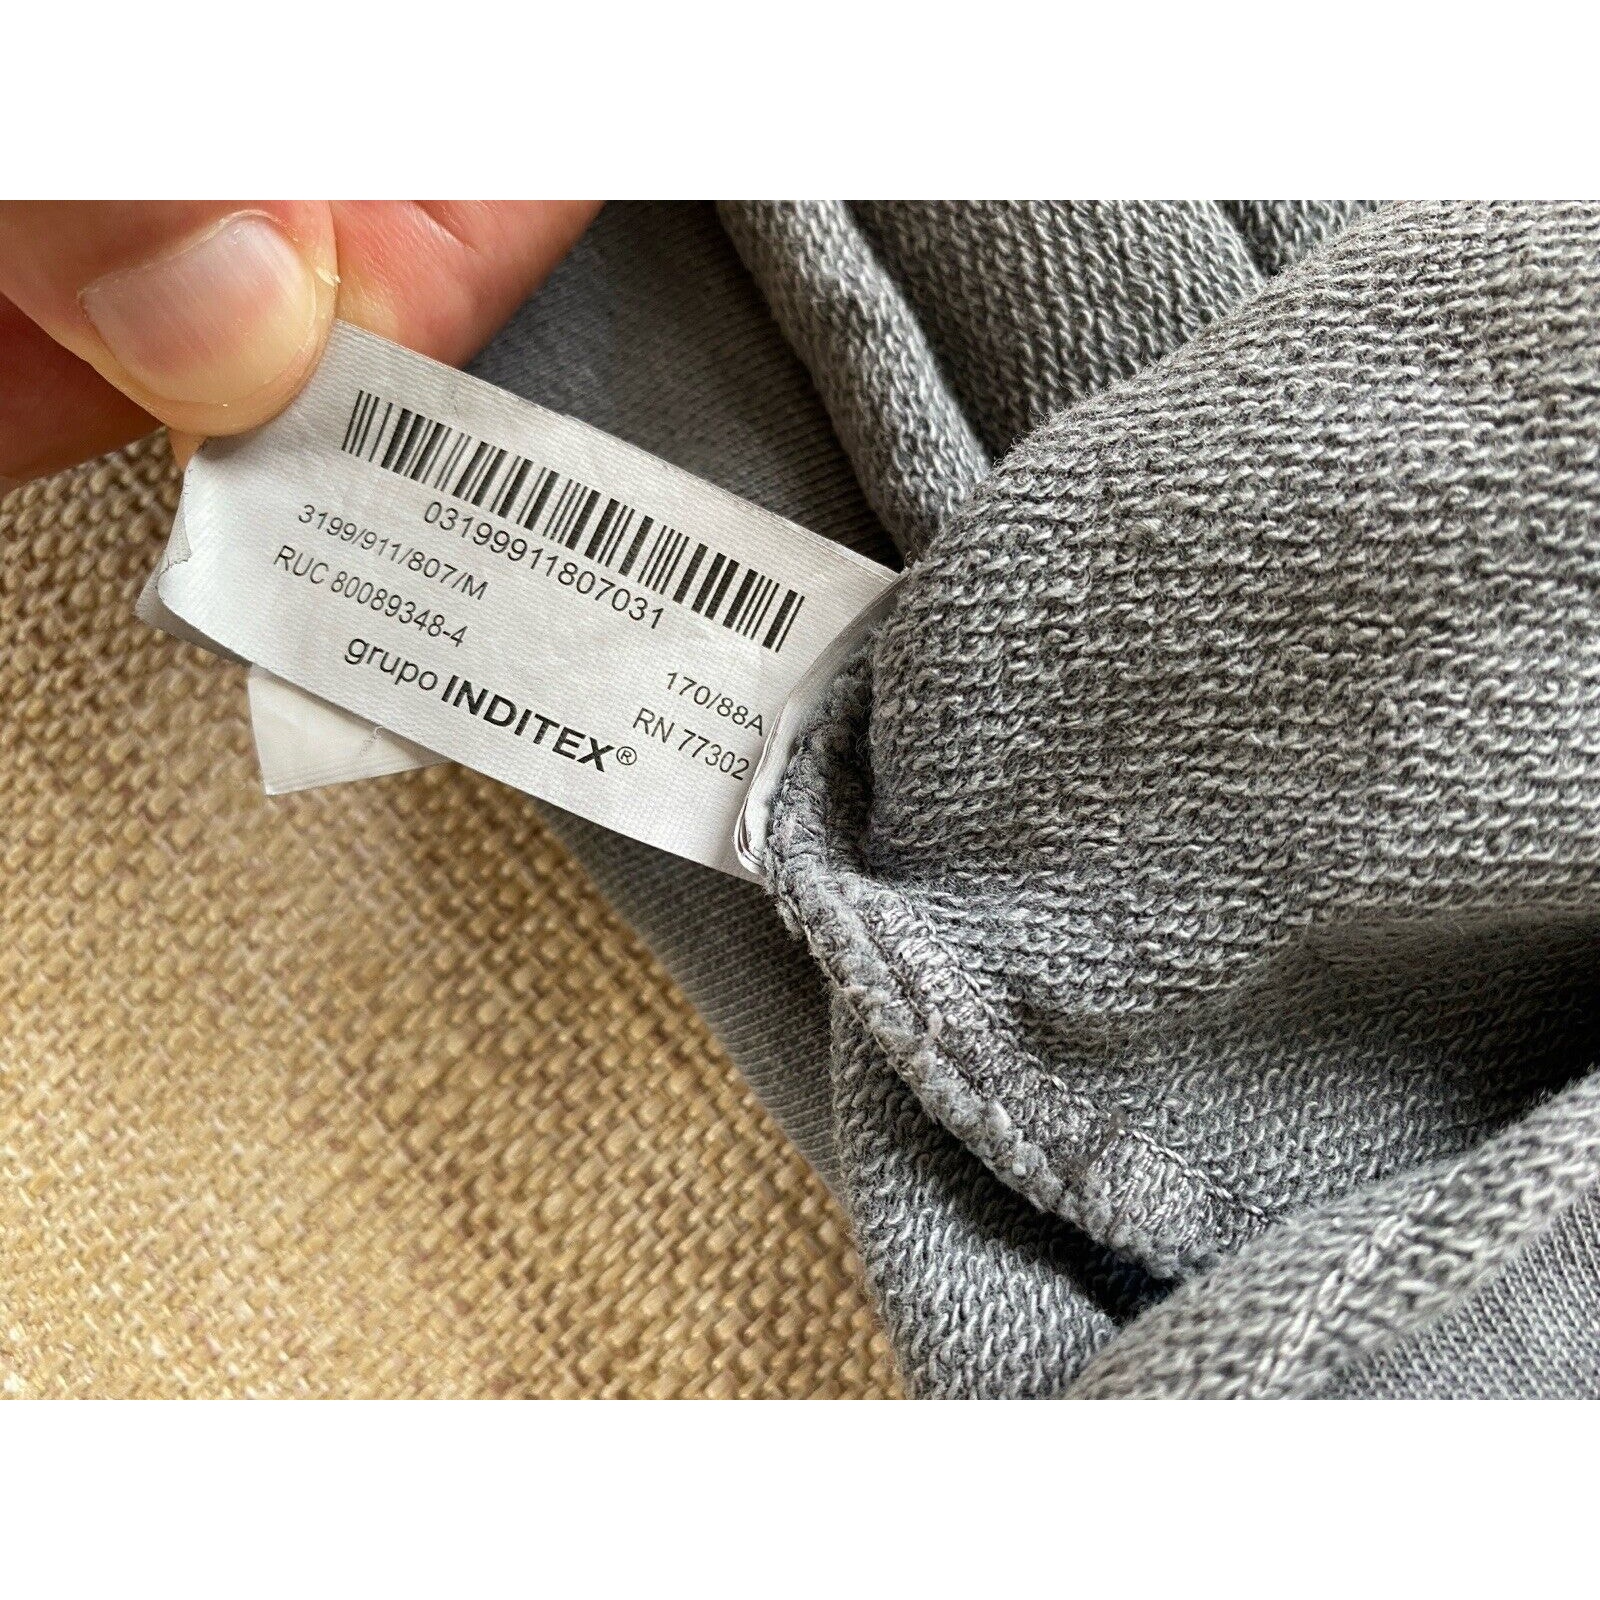 03199911807031
3199/911/807/M
RUC 80089348-4
170/88A
RN 77302
grupo INDITEX®